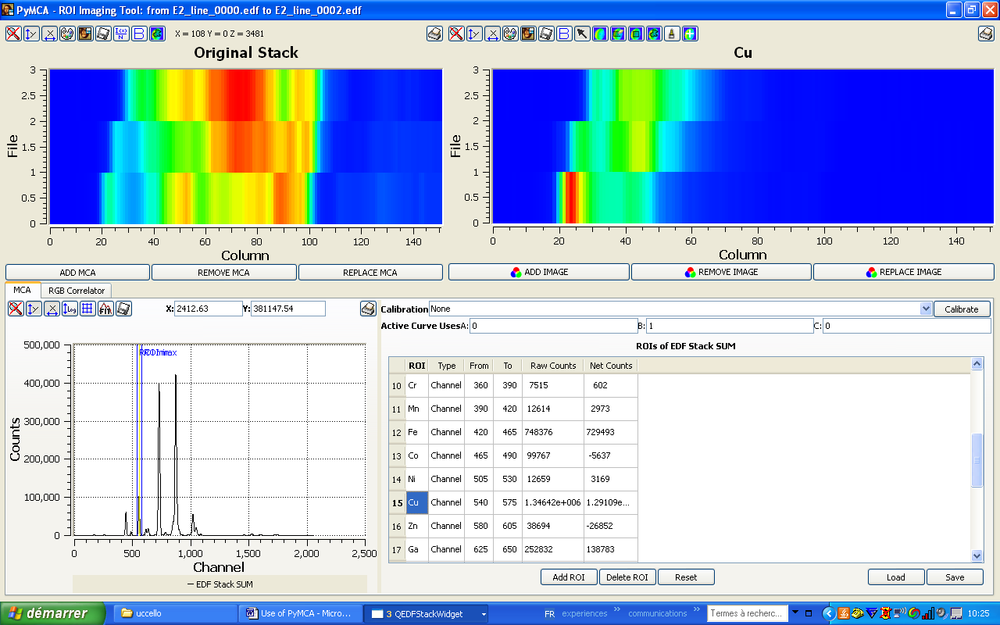 PyMCA - ROI Imaging Tool: from E2_line_0000.edf to E2_line_0002.edf
X = 108 Y = 0 Z = 3481
Original Stack
Cu
File
3
2.5
2
1.5
1
0.5
0
0 20 40 60 80 100 120 140
Column
File
3
2.5
2
1.5
1
0.5
0
0 20 40 60 80 100 120 140
Column
ADD MCA REMOVE MCA REPLACE MCA
ADD IMAGE REMOVE IMAGE REPLACE IMAGE
MCA RGB Correlator
X: 2412.63 Y: 381147.54
Calibration None Calibrate
Active Curve Uses A: 0 B: 1 C: 0
ROIs of EDF Stack SUM
Counts
500,000
400,000
300,000
200,000
100,000
0
0 500 1,000 1,500 2,000 2,500
Channel
EDF Stack SUM
ROI Type From To Raw Counts Net Counts
10 Cr Channel 360 390 7515 602
11 Mn Channel 390 420 12614 2973
12 Fe Channel 420 465 748376 729493
13 Co Channel 465 490 99767 -5637
14 Ni Channel 505 530 12659 3169
15 Cu Channel 540 575 1.34642e+006 1.29109e...
16 Zn Channel 580 605 38694 -26852
17 Ga Channel 625 650 252832 138783
Add ROI Delete ROI Reset Load Save
démarrer uccello Use of PyMCA - Micro... 3 QEDFStackWidget FR experiences » communications » Termes à recherc... 10:25